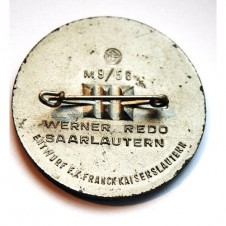 M9/56
WERNER REDO
SAARLAUTERN
ENTWURF K.K.FRANCK KAISERSLAUTERN